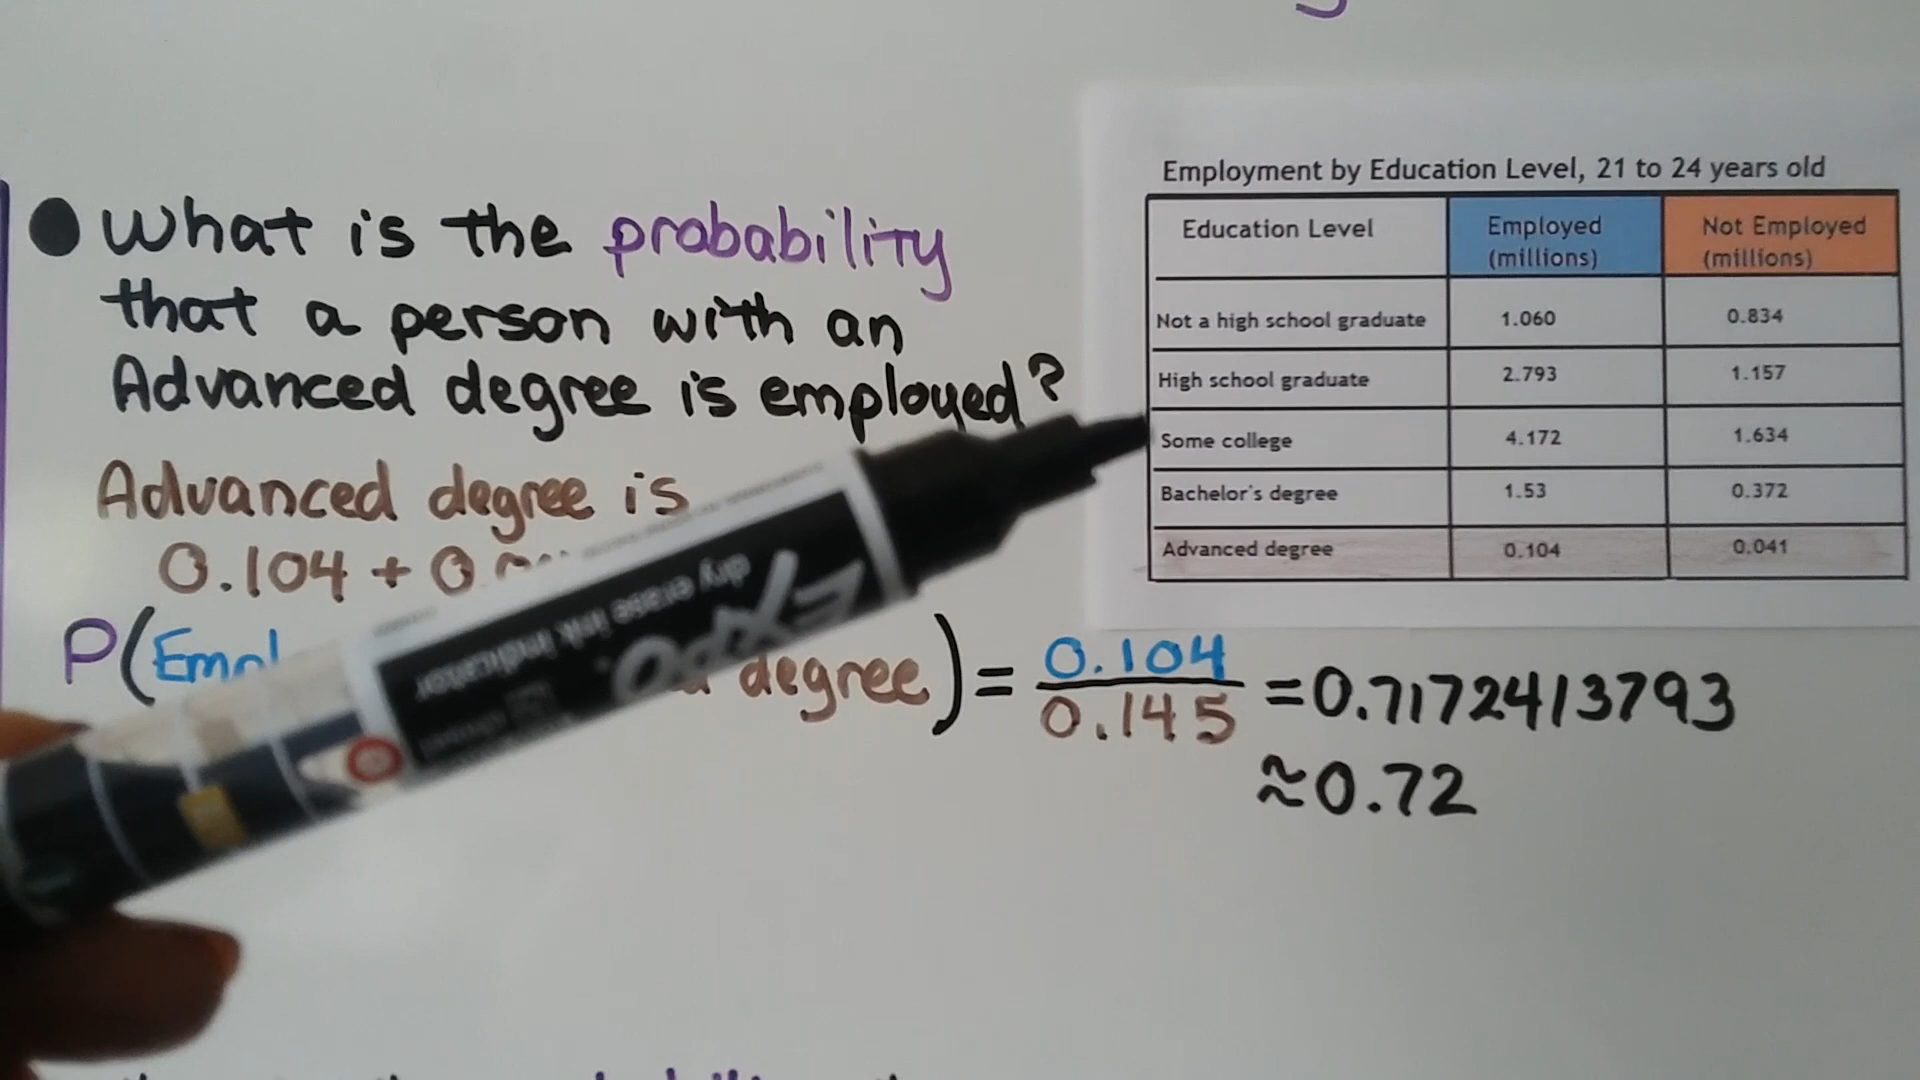 What is the probability
that a person with an
Advanced degree is employed?
Advanced degree is
0.104 + 0.
P(Empl
degree) = 0.104 / 0.145 = 0.7172413793
≈ 0.72
EXPO
dry erase ink indicator
Employment by Education Level, 21 to 24 years old
Education Level Employed (millions) Not Employed (millions)
Not a high school graduate 1.060 0.834
High school graduate 2.793 1.157
Some college 4.172 1.634
Bachelor's degree 1.53 0.372
Advanced degree 0.104 0.041